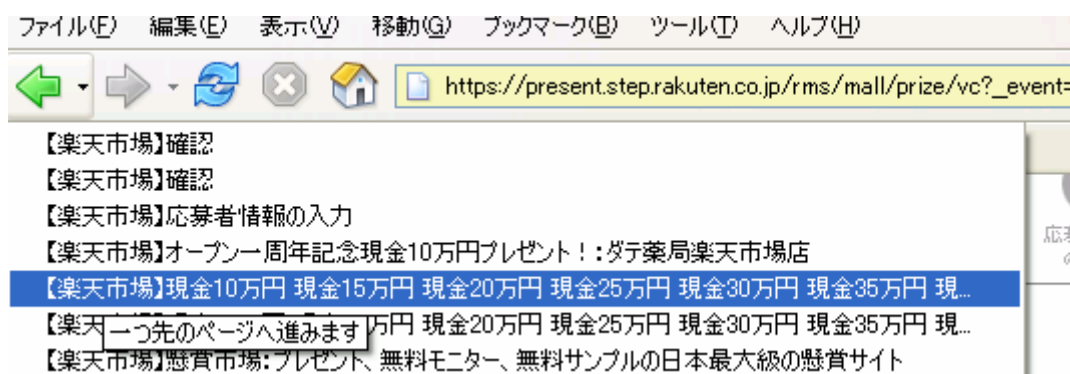 ファイル(F) 編集(E) 表示(V) 移動(G) ブックマーク(B) ツール(T) ヘルプ(H)
https://present.step.rakuten.co.jp/rms/mall/prize/vc?_event=
【楽天市場】確認
【楽天市場】確認
【楽天市場】応募者情報の入力
【楽天市場】オープン一周年記念現金10万円プレゼント！:ダテ薬局楽天市場店
【楽天市場】現金10万円 現金15万円 現金20万円 現金25万円 現金30万円 現金35万円 現...
【楽天 万円 現金20万円 現金25万円 現金30万円 現金35万円 現...
一つ先のページへ進みます
【楽天市場】懸賞市場:プレゼント、無料モニター、無料サンプルの日本最大級の懸賞サイト
応
の